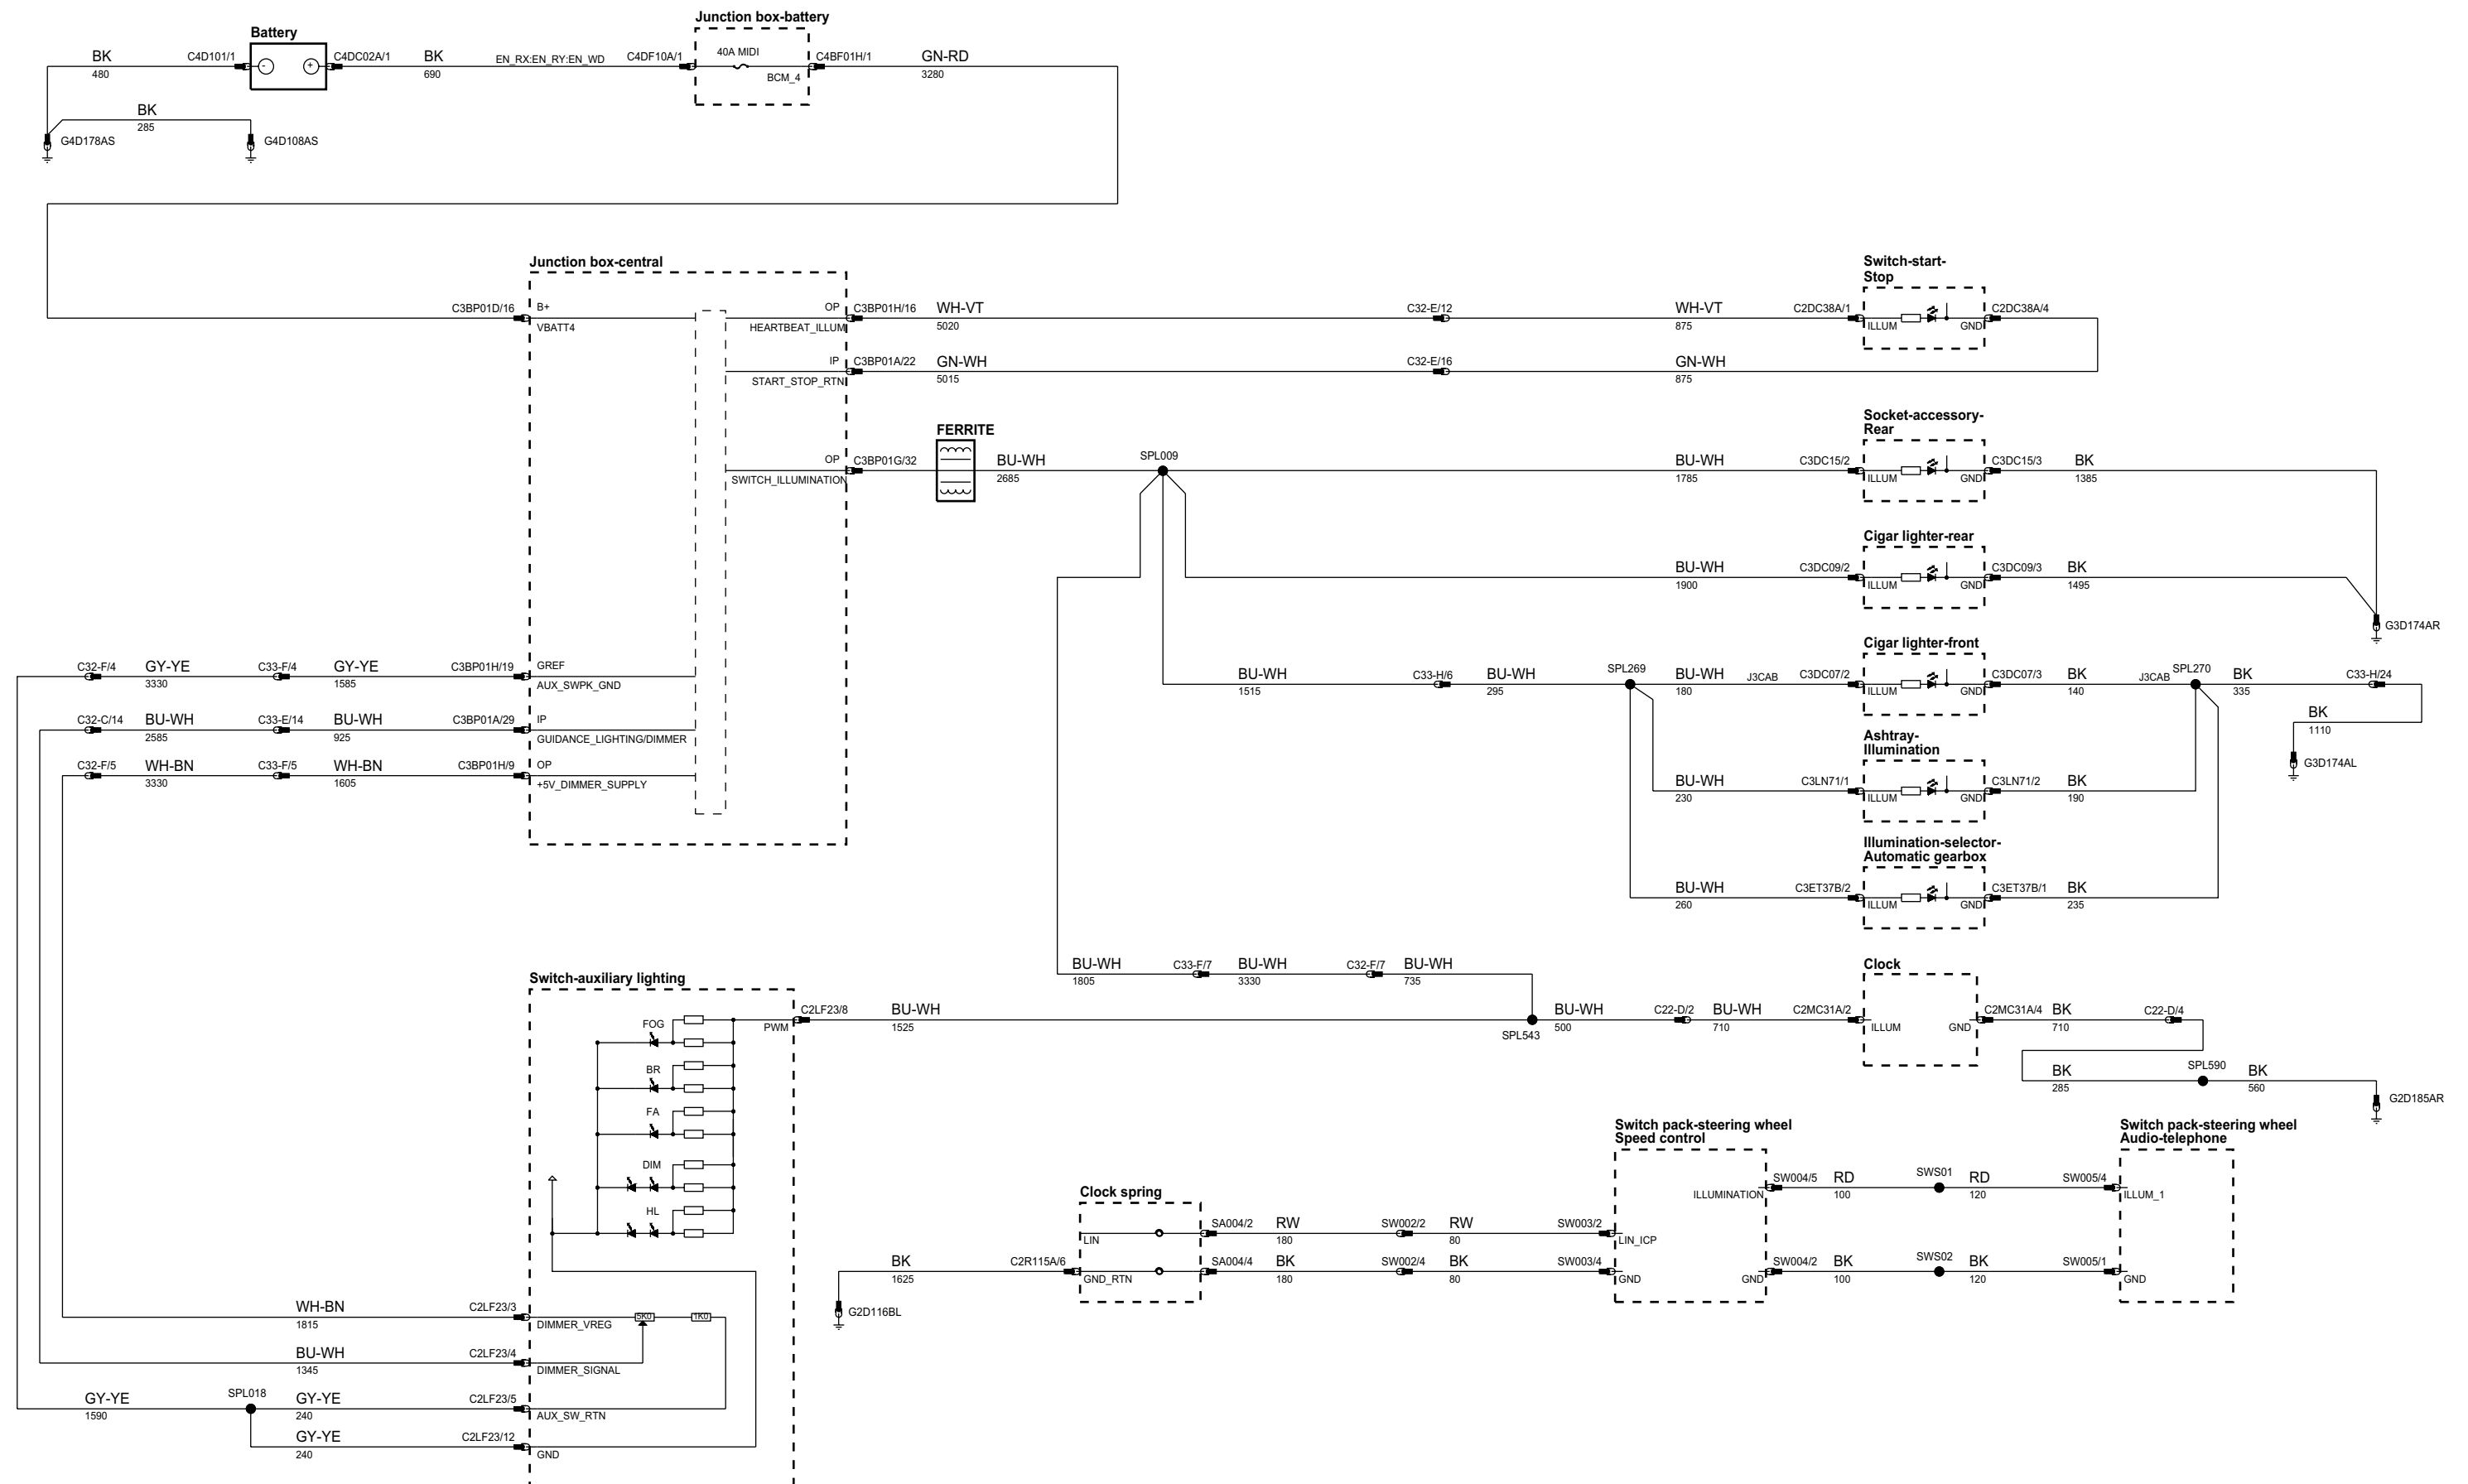 Junction box-battery
Battery
BK
480
C4D101/1
-
+
C4DC02A/1
BK
690
EN_RX:EN_RY:EN_WD
C4DF10A/1
40A MIDI
BCM_4
C4BF01H/1
GN-RD
3280
BK
285
G4D178AS
G4D108AS
Junction box-central
C3BP01D/16
B+
VBATT4
OP
HEARTBEAT_ILLUM
C3BP01H/16
WH-VT
5020
C32-E/12
WH-VT
875
C2DC38A/1
Switch-start-
Stop
ILLUM
GND
C2DC38A/4
IP
START_STOP_RTN
C3BP01A/22
GN-WH
5015
C32-E/16
GN-WH
875
OP
SWITCH_ILLUMINATION
C3BP01G/32
FERRITE
BU-WH
2685
SPL009
BU-WH
1785
C3DC15/2
Socket-accessory-
Rear
ILLUM
GND
C3DC15/3
BK
1385
Cigar lighter-rear
BU-WH
1900
C3DC09/2
ILLUM
GND
C3DC09/3
BK
1495
G3D174AR
C32-F/4
GY-YE
3330
C33-F/4
GY-YE
1585
C3BP01H/19
GREF
AUX_SWPK_GND
BU-WH
1515
C33-H/6
BU-WH
295
SPL269
BU-WH
180
J3CAB
C3DC07/2
Cigar lighter-front
ILLUM
GND
C3DC07/3
BK
140
J3CAB
SPL270
BK
335
C33-H/24
BK
1110
G3D174AL
C32-C/14
BU-WH
2585
C33-E/14
BU-WH
925
C3BP01A/29
IP
GUIDANCE_LIGHTING/DIMMER
C32-F/5
WH-BN
3330
C33-F/5
WH-BN
1605
C3BP01H/9
OP
+5V_DIMMER_SUPPLY
Ashtray-
Illumination
BU-WH
230
C3LN71/1
ILLUM
GND
C3LN71/2
BK
190
Illumination-selector-
Automatic gearbox
BU-WH
260
C3ET37B/2
ILLUM
GND
C3ET37B/1
BK
235
BU-WH
1805
C33-F/7
BU-WH
3330
C32-F/7
BU-WH
735
Switch-auxiliary lighting
PWM
C2LF23/8
BU-WH
1525
SPL543
BU-WH
500
C22-D/2
BU-WH
710
C2MC31A/2
Clock
ILLUM
GND
C2MC31A/4
BK
710
C22-D/4
BK
285
SPL590
BK
560
G2D185AR
FOG
BR
FA
DIM
HL
Clock spring
LIN
GND_RTN
BK
1625
C2R115A/6
G2D116BL
SA004/2
RW
180
SW002/2
RW
80
SW003/2
SA004/4
BK
180
SW002/4
BK
80
SW003/4
Switch pack-steering wheel
Speed control
LIN_ICP
GND
ILLUMINATION
GND
SW004/5
RD
100
SWS01
RD
120
SW005/4
SW004/2
BK
100
SWS02
BK
120
SW005/1
Switch pack-steering wheel
Audio-telephone
ILLUM_1
GND
WH-BN
1815
C2LF23/3
DIMMER_VREG
5K0
1K0
BU-WH
1345
C2LF23/4
DIMMER_SIGNAL
GY-YE
1590
SPL018
GY-YE
240
C2LF23/5
AUX_SW_RTN
GY-YE
240
C2LF23/12
GND